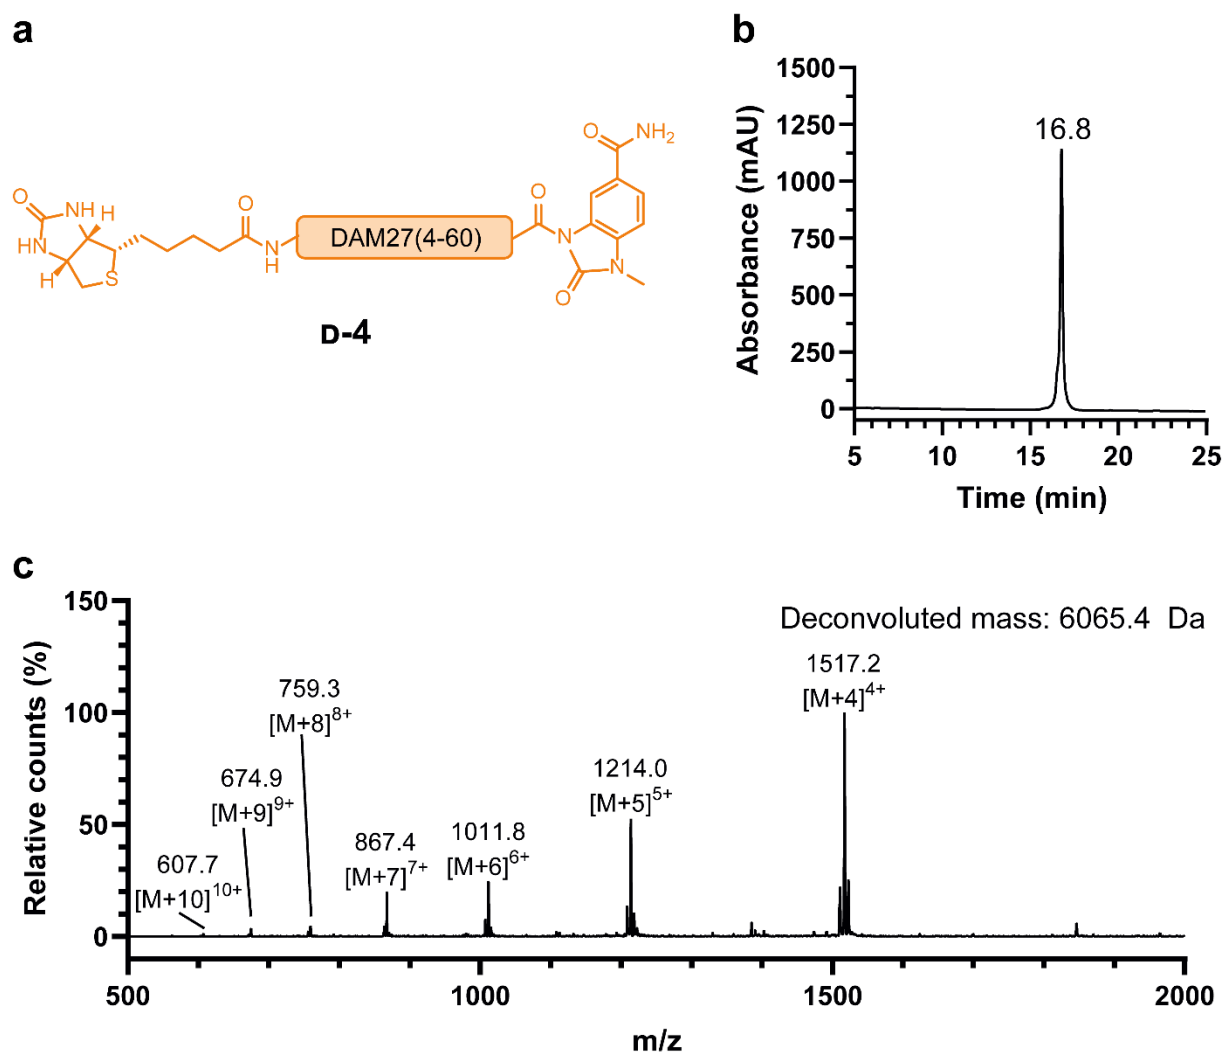 a
O
NH
H
HN
H
S
O
N
H
DAM27(4-60)
O
N
O
N
O
NH2
D-4
b
1500
1250
1000
750
500
250
0
Absorbance (mAU)
16.8
5 10 15 20 25
Time (min)
c
Deconvoluted mass: 6065.4 Da
150
100
50
0
Relative counts (%)
607.7
[M+10]10+
674.9
[M+9]9+
759.3
[M+8]8+
867.4
[M+7]7+
1011.8
[M+6]6+
1214.0
[M+5]5+
1517.2
[M+4]4+
500 1000 1500 2000
m/z